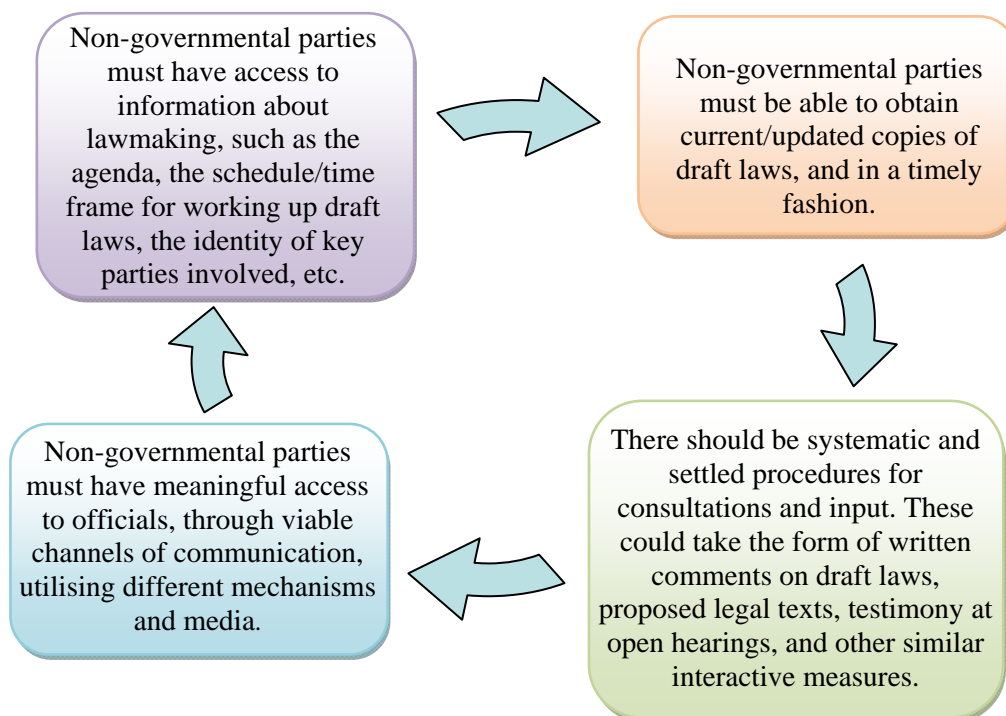 Non-governmental parties
must have access to
information about
lawmaking, such as the
agenda, the schedule/time
frame for working up draft
laws, the identity of key
parties involved, etc.
Non-governmental parties
must be able to obtain
current/updated copies of
draft laws, and in a timely
fashion.
There should be systematic and
settled procedures for
consultations and input. These
could take the form of written
comments on draft laws,
proposed legal texts, testimony at
open hearings, and other similar
interactive measures.
Non-governmental parties
must have meaningful access
to officials, through viable
channels of communication,
utilising different mechanisms
and media.